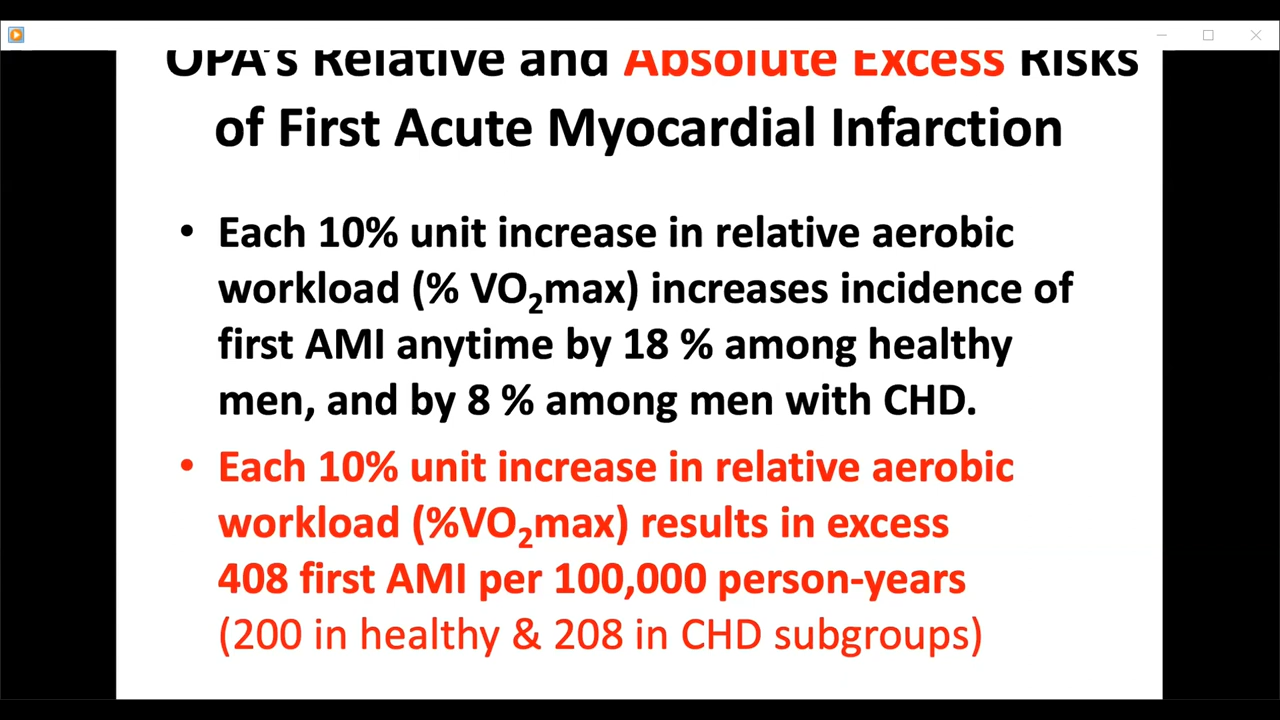 OPA's Relative and Absolute Excess Risks
of First Acute Myocardial Infarction
• Each 10% unit increase in relative aerobic
workload (% VO₂max) increases incidence of
first AMI anytime by 18 % among healthy
men, and by 8 % among men with CHD.
• Each 10% unit increase in relative aerobic
workload (%VO₂max) results in excess
408 first AMI per 100,000 person-years
(200 in healthy & 208 in CHD subgroups)